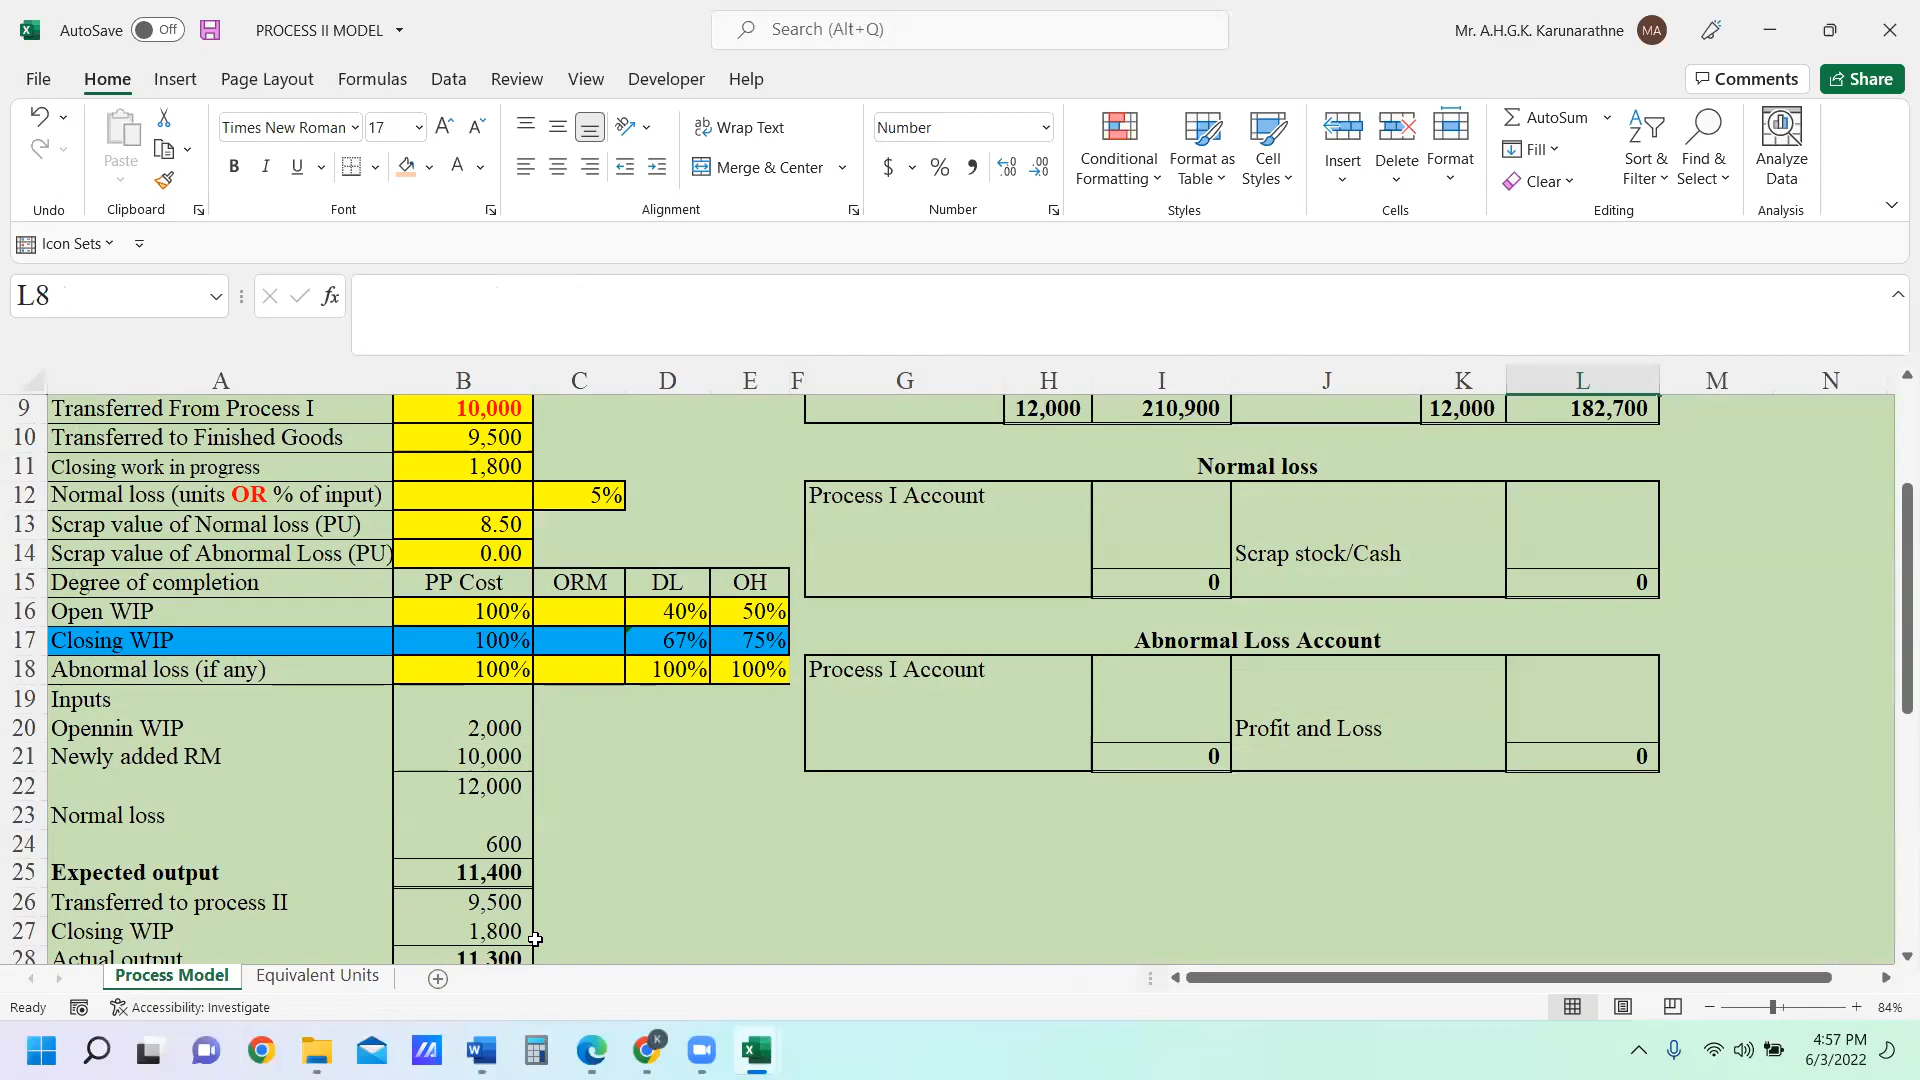 AutoSave Off PROCESS II MODEL Search (Alt+Q) Mr. A.H.G.K. Karunarathne MA
File Home Insert Page Layout Formulas Data Review View Developer Help Comments Share
Times New Roman 17 Wrap Text Number AutoSum
Paste B I U Merge & Center $ % Conditional Formatting Format as Table Cell Styles Insert Delete Format Fill Clear Sort & Filter Find & Select Analyze Data
Undo Clipboard Font Alignment Number Styles Cells Editing Analysis
Icon Sets
L8 fx
A B C D E F G H I J K L M N
9 Transferred From Process I 10,000 12,000 210,900 12,000 182,700
10 Transferred to Finished Goods 9,500
11 Closing work in progress 1,800 Normal loss
12 Normal loss (units OR % of input) 5% Process I Account
13 Scrap value of Normal loss (PU) 8.50
14 Scrap value of Abnormal Loss (PU) 0.00 Scrap stock/Cash
15 Degree of completion PP Cost ORM DL OH 0 0
16 Open WIP 100% 40% 50%
17 Closing WIP 100% 67% 75% Abnormal Loss Account
18 Abnormal loss (if any) 100% 100% 100% Process I Account
19 Inputs
20 Opennin WIP 2,000 Profit and Loss
21 Newly added RM 10,000 0 0
22 12,000
23 Normal loss
24 600
25 Expected output 11,400
26 Transferred to process II 9,500
27 Closing WIP 1,800
28 Actual output 11,300
Process Model Equivalent Units
Ready Accessibility: Investigate 84%
4:57 PM
6/3/2022